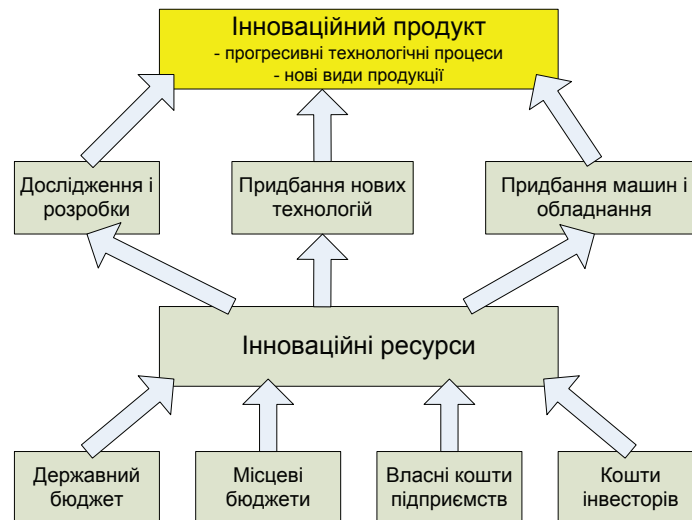 Інноваційний продукт
- прогресивні технологічні процеси
- нові види продукції
Дослідження і
розробки
Придбання нових
технологій
Придбання машин і
обладнання
Інноваційні ресурси
Державний
бюджет
Місцеві
бюджети
Власні кошти
підприємств
Кошти
інвесторів